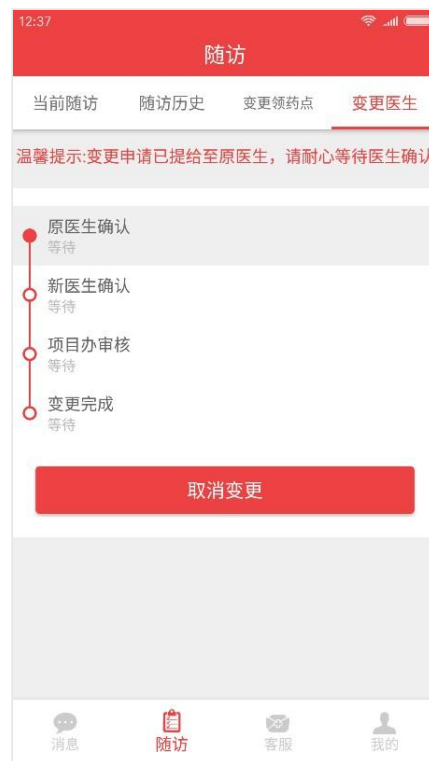 12:37
随访
当前随访 随访历史 变更领药点 变更医生
温馨提示:变更申请已提给至原医生，请耐心等待医生确认
原医生确认
等待
新医生确认
等待
项目办审核
等待
变更完成
等待
取消变更
消息 随访 客服 我的